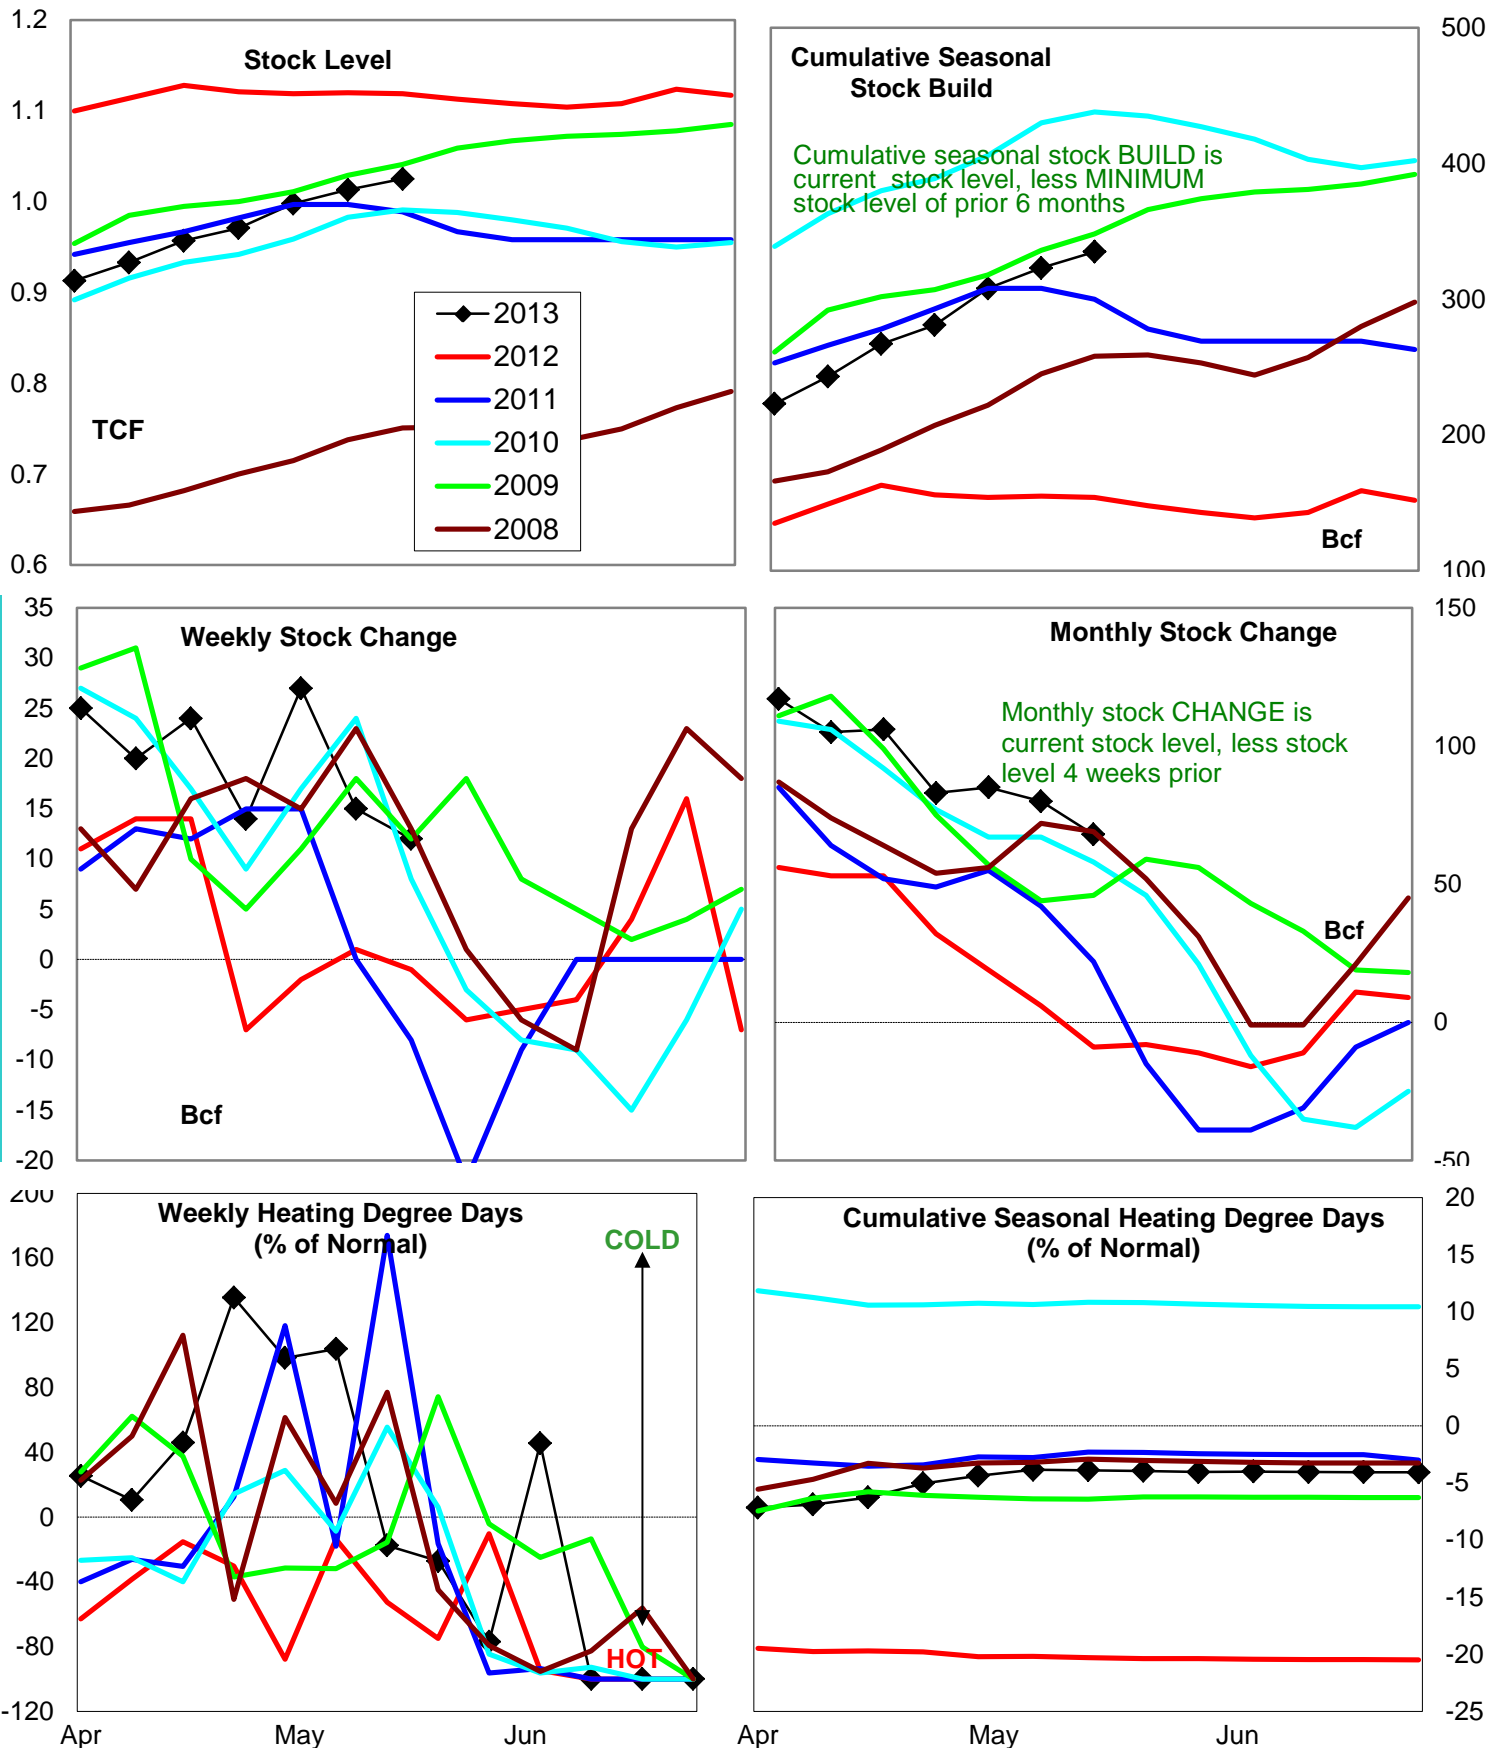 1.2
1.1
1.0
0.9
0.8
0.7
0.6
Stock Level
TCF
2013
2012
2011
2010
2009
2008
Cumulative Seasonal
Stock Build
Cumulative seasonal stock BUILD is
current stock level, less MINIMUM
stock level of prior 6 months
Bcf
500
400
300
200
100
35
30
25
20
15
10
5
0
-5
-10
-15
-20
Weekly Stock Change
Bcf
Monthly Stock Change
Monthly stock CHANGE is
current stock level, less stock
level 4 weeks prior
Bcf
150
100
50
0
-50
200
160
120
80
40
0
-40
-80
-120
Weekly Heating Degree Days
(% of Normal)
COLD
HOT
Apr May Jun
Cumulative Seasonal Heating Degree Days
(% of Normal)
20
15
10
5
0
-5
-10
-15
-20
-25
Apr May Jun